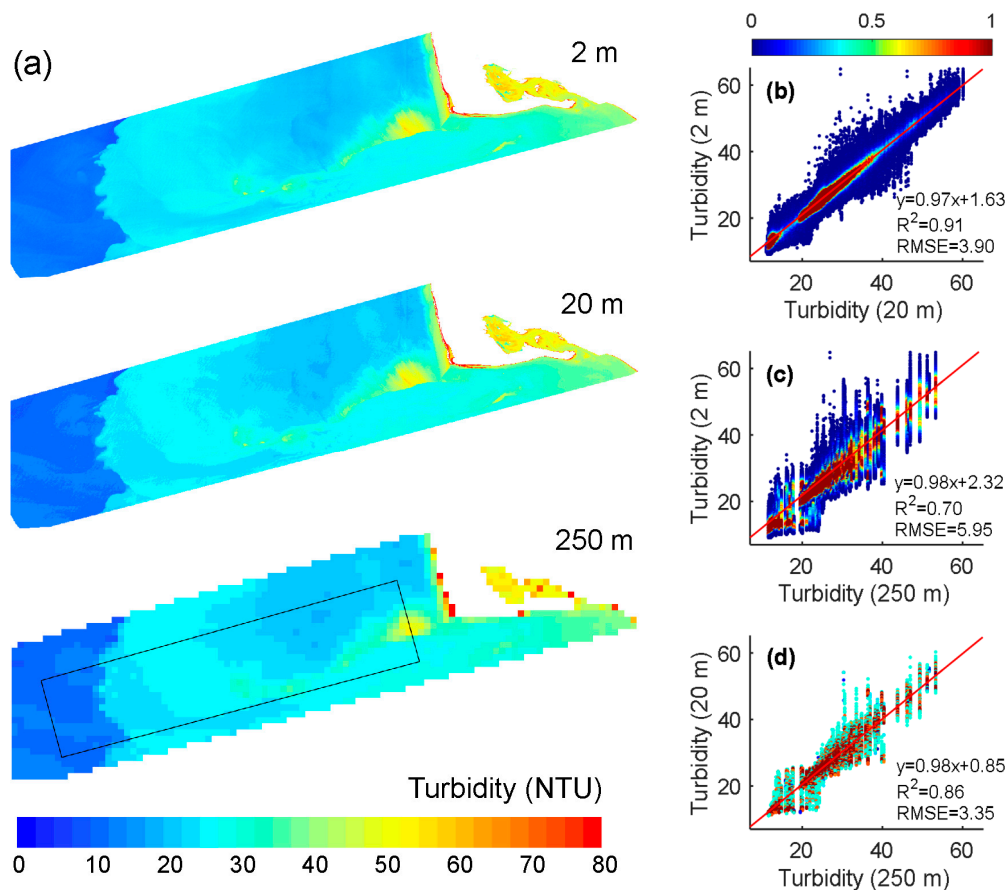 (a)
2 m
20 m
250 m
Turbidity (NTU)
0 10 20 30 40 50 60 70 80
0 0.5 1
(b)
60
40
20
Turbidity (2 m)
y=0.97x+1.63
R²=0.91
RMSE=3.90
20 40 60
Turbidity (20 m)
(c)
60
40
20
Turbidity (2 m)
y=0.98x+2.32
R²=0.70
RMSE=5.95
20 40 60
Turbidity (250 m)
(d)
60
40
20
Turbidity (20 m)
y=0.98x+0.85
R²=0.86
RMSE=3.35
20 40 60
Turbidity (250 m)